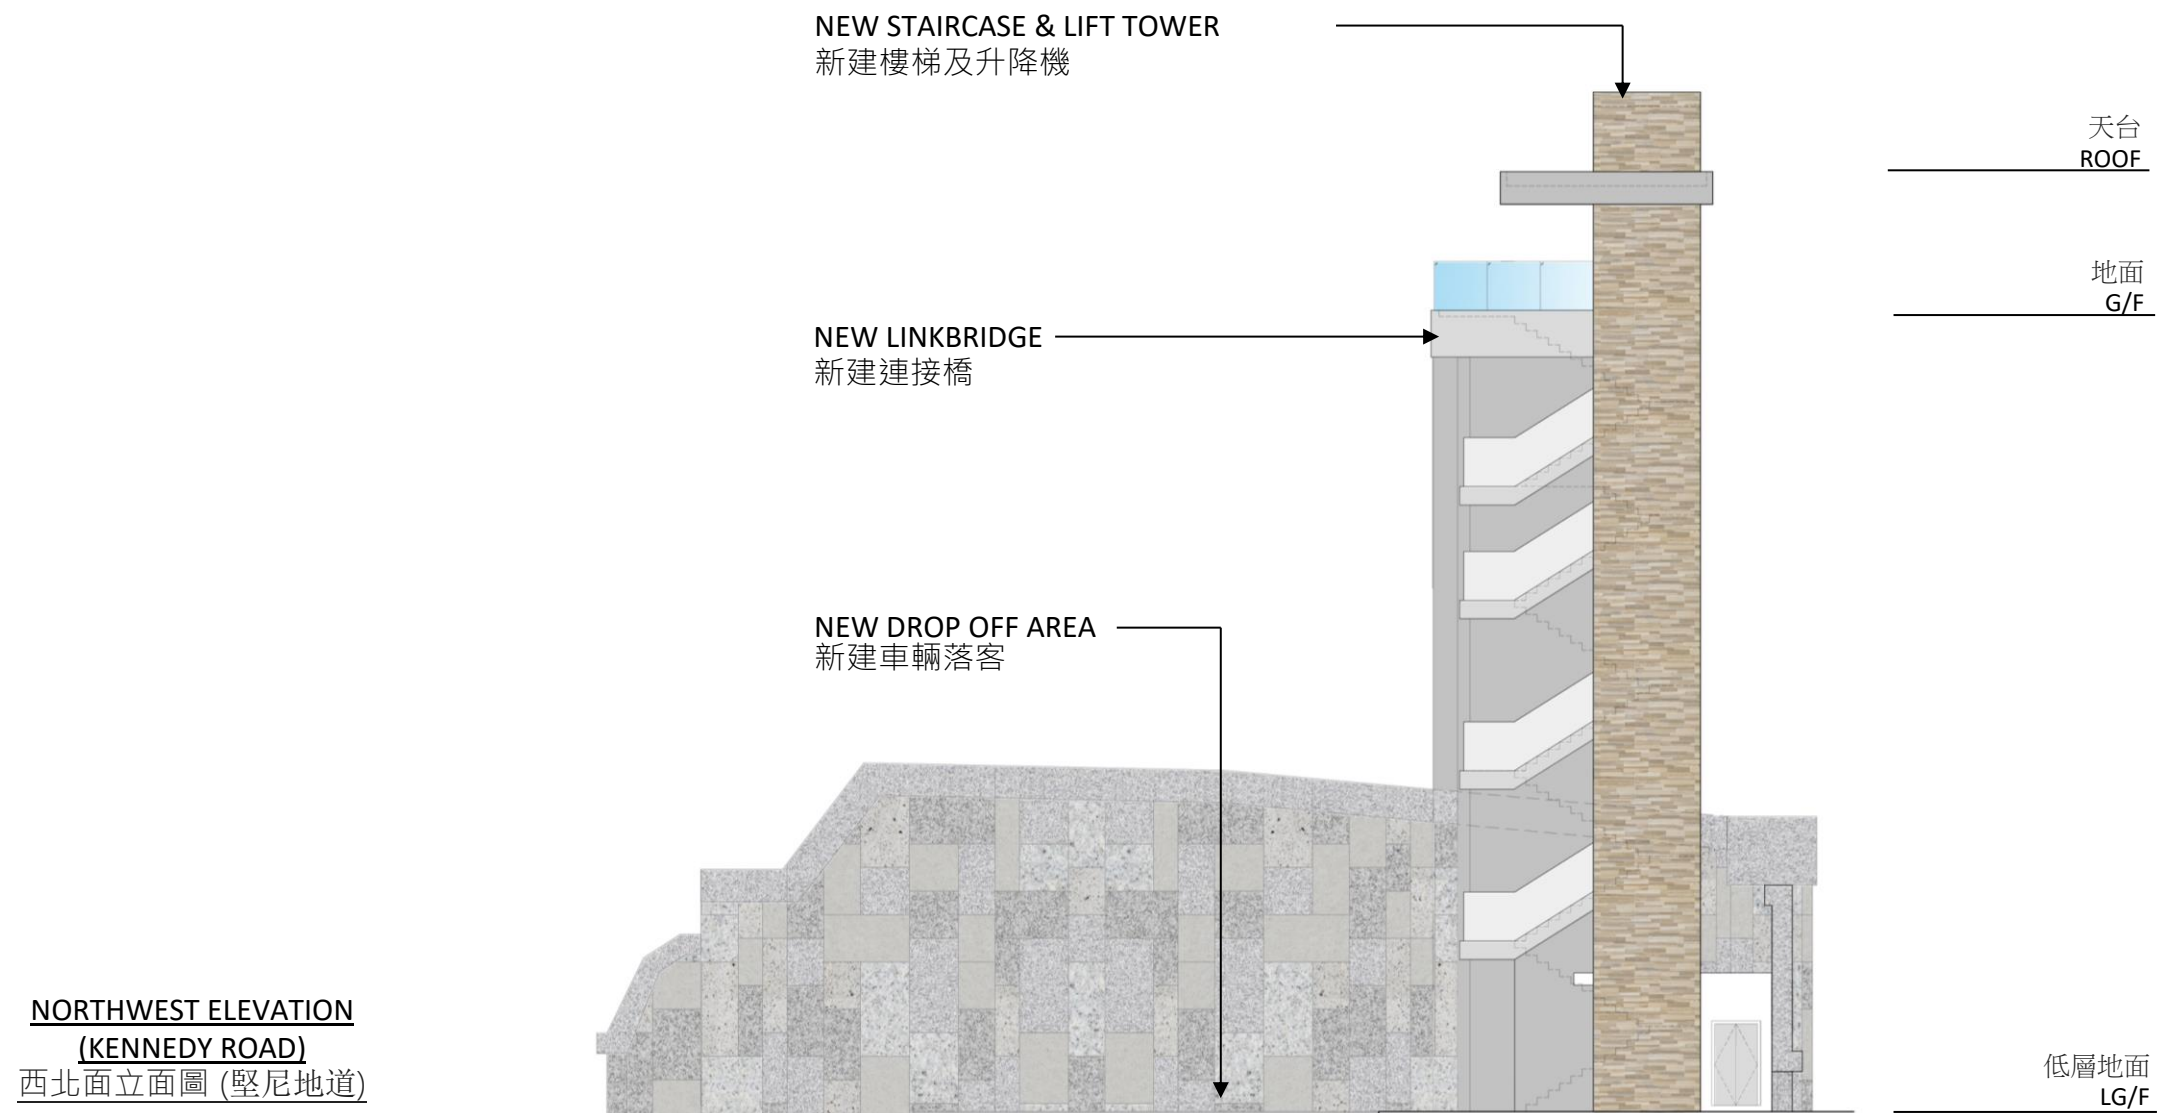 NEW STAIRCASE & LIFT TOWER
新建樓梯及升降機
天台
ROOF
地面
G/F
NEW LINKBRIDGE
新建連接橋
NEW DROP OFF AREA
新建車輛落客
NORTHWEST ELEVATION
(KENNEDY ROAD)
西北面立面圖 (堅尼地道)
低層地面
LG/F